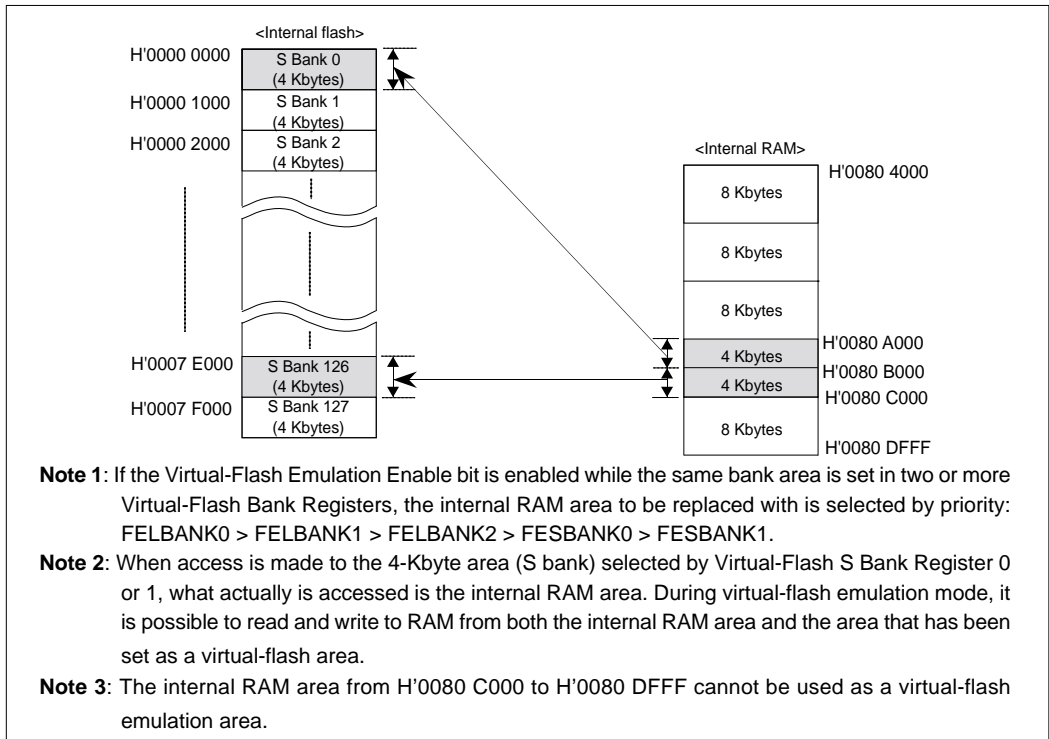 <Internal flash>
H'0000 0000
S Bank 0
(4 Kbytes)
H'0000 1000
S Bank 1
(4 Kbytes)
H'0000 2000
S Bank 2
(4 Kbytes)
H'0007 E000
S Bank 126
(4 Kbytes)
H'0007 F000
S Bank 127
(4 Kbytes)
<Internal RAM>
H'0080 4000
8 Kbytes
8 Kbytes
8 Kbytes
H'0080 A000
4 Kbytes
H'0080 B000
4 Kbytes
H'0080 C000
8 Kbytes
H'0080 DFFF
Note 1: If the Virtual-Flash Emulation Enable bit is enabled while the same bank area is set in two or more
Virtual-Flash Bank Registers, the internal RAM area to be replaced with is selected by priority:
FELBANK0 > FELBANK1 > FELBANK2 > FESBANK0 > FESBANK1.
Note 2: When access is made to the 4-Kbyte area (S bank) selected by Virtual-Flash S Bank Register 0
or 1, what actually is accessed is the internal RAM area. During virtual-flash emulation mode, it
is possible to read and write to RAM from both the internal RAM area and the area that has been
set as a virtual-flash area.
Note 3: The internal RAM area from H’0080 C000 to H’0080 DFFF cannot be used as a virtual-flash
emulation area.